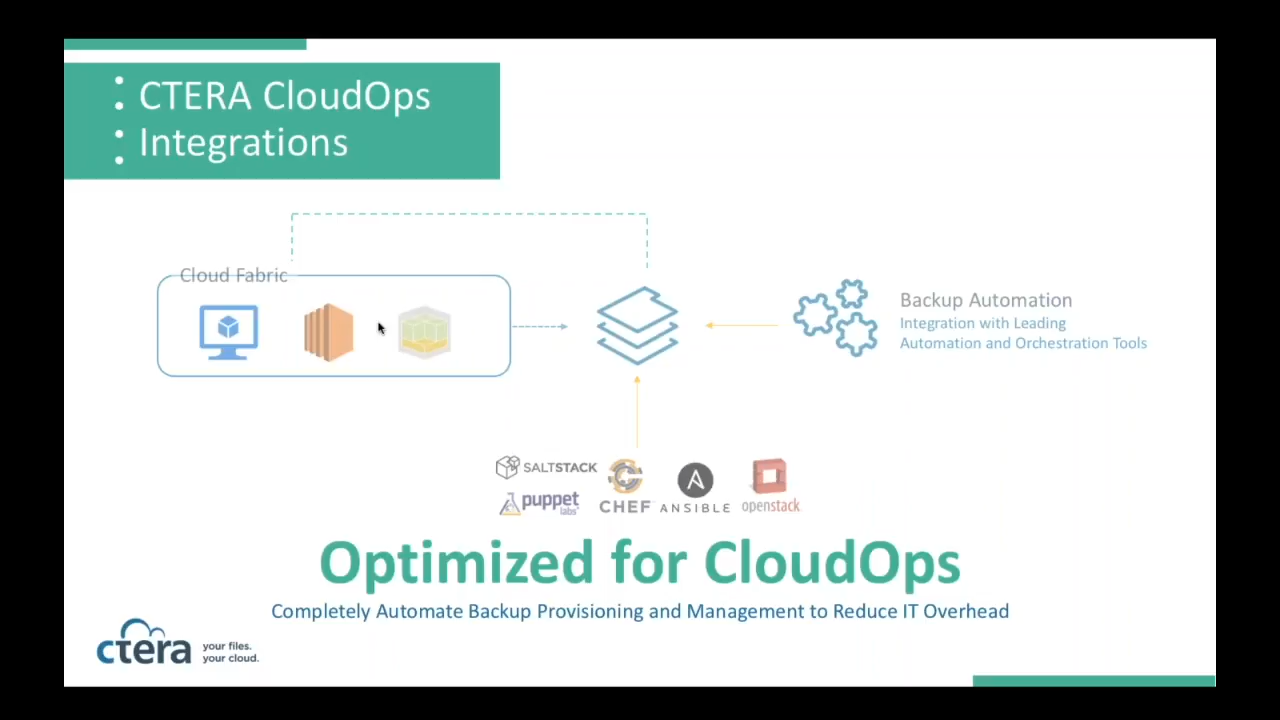 CTERA CloudOps
Integrations
Cloud Fabric
Backup Automation
Integration with Leading
Automation and Orchestration Tools
SALTSTACK
puppet
labs
CHEF
ANSIBLE
openstack
Optimized for CloudOps
Completely Automate Backup Provisioning and Management to Reduce IT Overhead
ctera
your files.
your cloud.